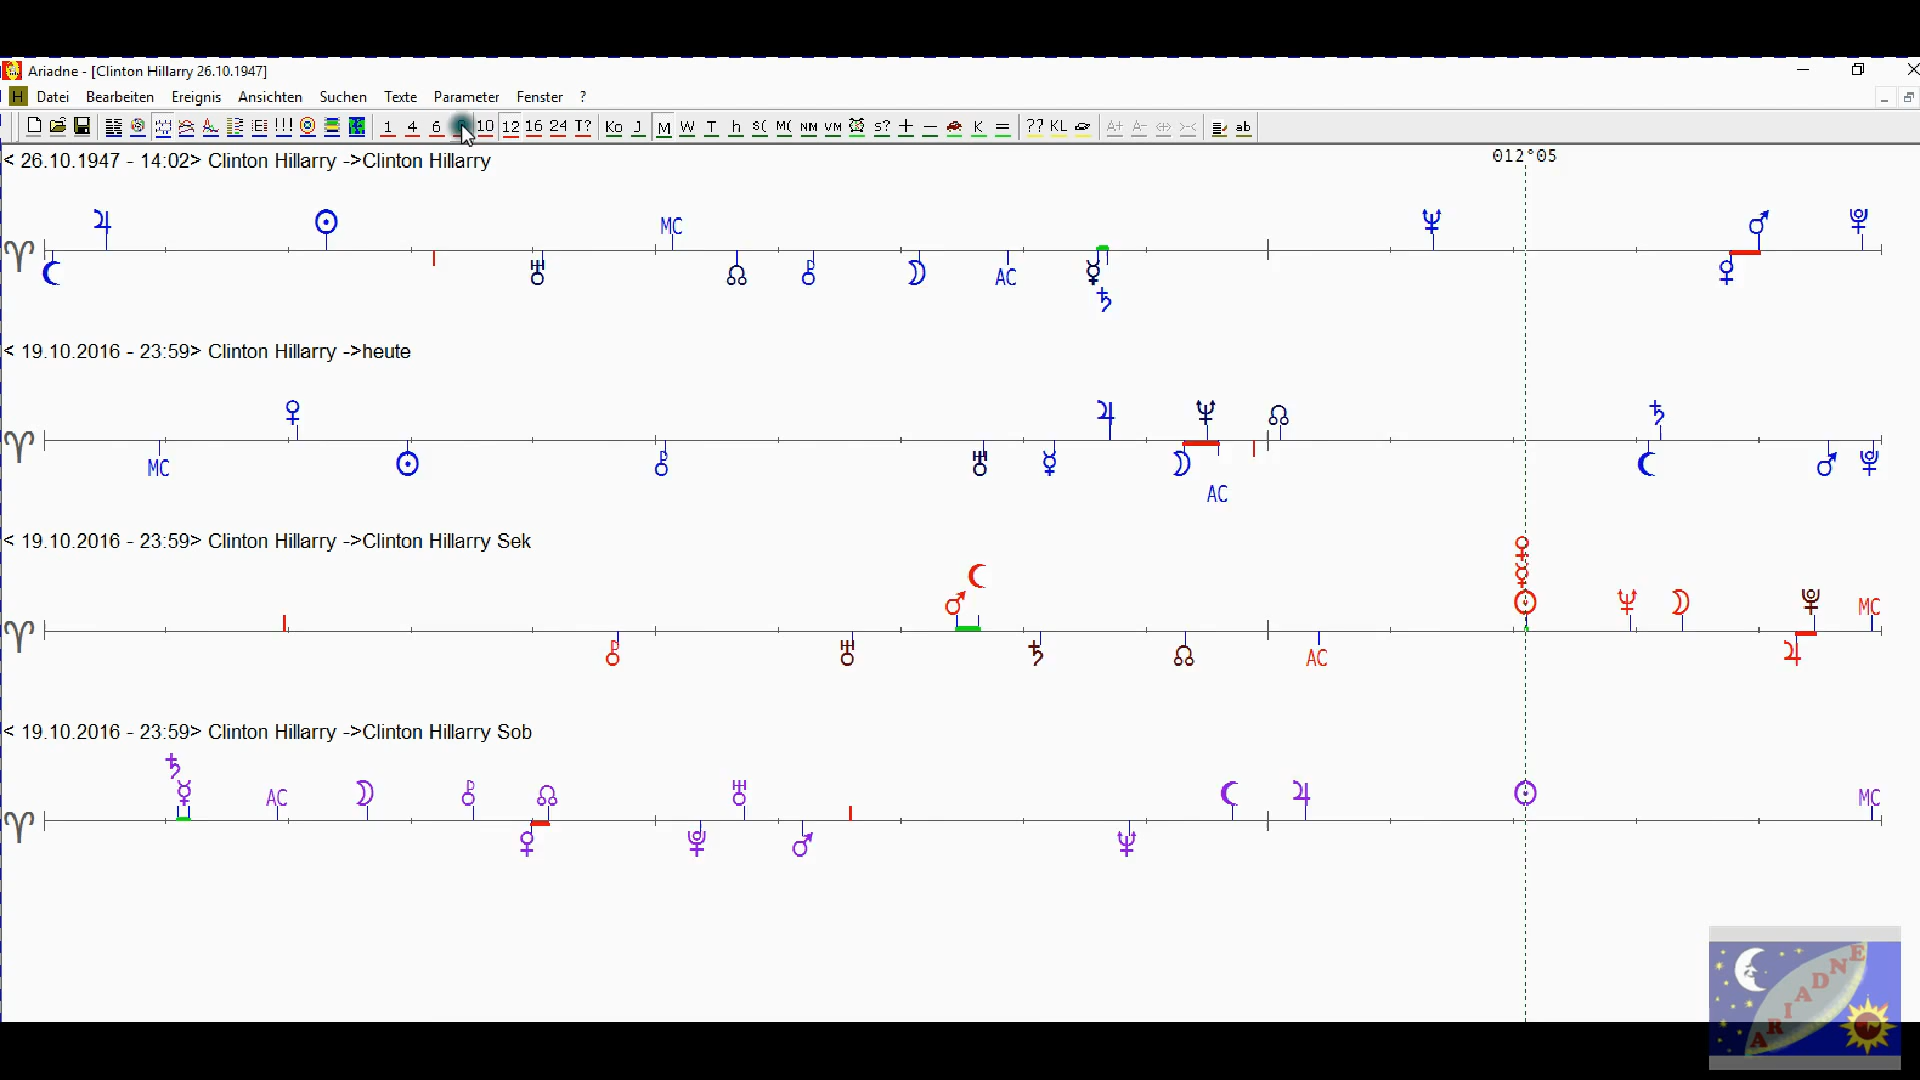 Ariadne - [Clinton Hillarry 26.10.1947]
H Datei Bearbeiten Ereignis Ansichten Suchen Texte Parameter Fenster ?
!!! 1 4 6 10 12 16 24 T? Ko J M W T h S( M( NM VM S? K ?? KL A+ A- ab
< 26.10.1947 - 14:02> Clinton Hillarry ->Clinton Hillarry
012°05
MC
AC
< 19.10.2016 - 23:59> Clinton Hillarry ->heute
MC
AC
< 19.10.2016 - 23:59> Clinton Hillarry ->Clinton Hillarry Sek
MC
AC
< 19.10.2016 - 23:59> Clinton Hillarry ->Clinton Hillarry Sob
AC
MC
ARIADNE